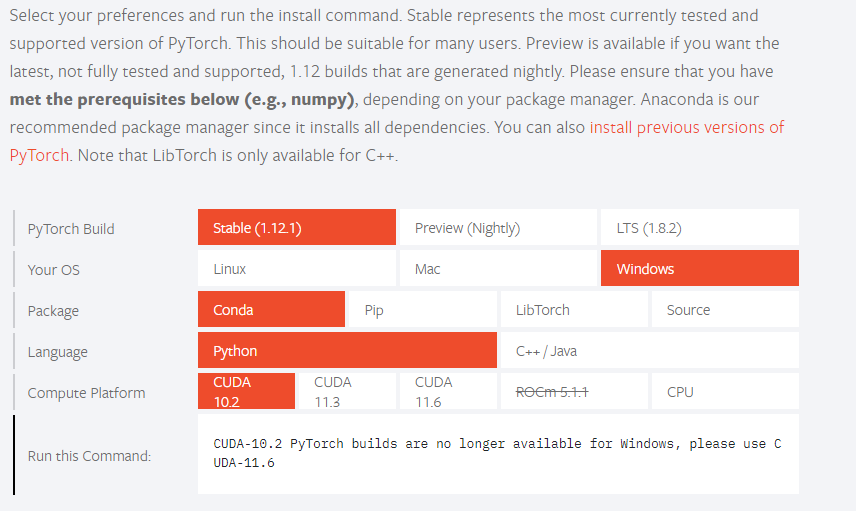 Select your preferences and run the install command. Stable represents the most currently tested and
supported version of PyTorch. This should be suitable for many users. Preview is available if you want the
latest, not fully tested and supported, 1.12 builds that are generated nightly. Please ensure that you have
met the prerequisites below (e.g., numpy), depending on your package manager. Anaconda is our
recommended package manager since it installs all dependencies. You can also install previous versions of
PyTorch. Note that LibTorch is only available for C++.
PyTorch Build Stable (1.12.1) Preview (Nightly) LTS (1.8.2)
Your OS Linux Mac Windows
Package Conda Pip LibTorch Source
Language Python C++ / Java
Compute Platform CUDA 10.2 CUDA 11.3 CUDA 11.6 ROCm 5.1.1 CPU
Run this Command: CUDA-10.2 PyTorch builds are no longer available for Windows, please use C
UDA-11.6